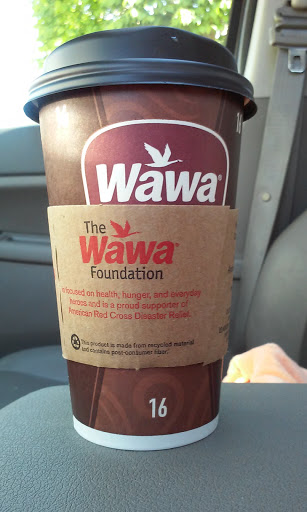 Wawa®
The
Wawa®
Foundation
is focused on health, hunger, and everyday
heroes and is a proud supporter of
American Red Cross Disaster Relief.
This product is made from recycled material
and contains post-consumer fiber.
16